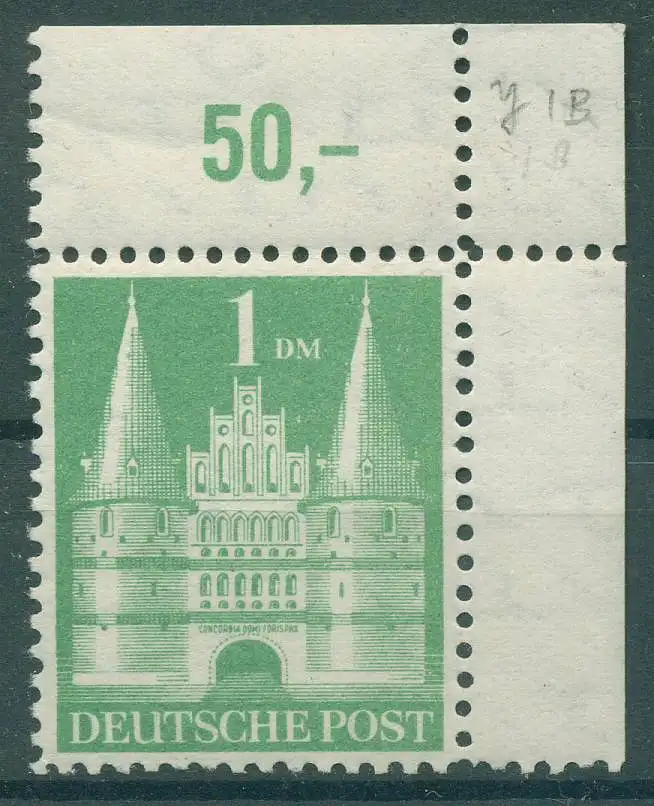 50,-
y I B
I B
1 DM
CONCORDIA DOMI FORIS PAX
DEUTSCHE POST